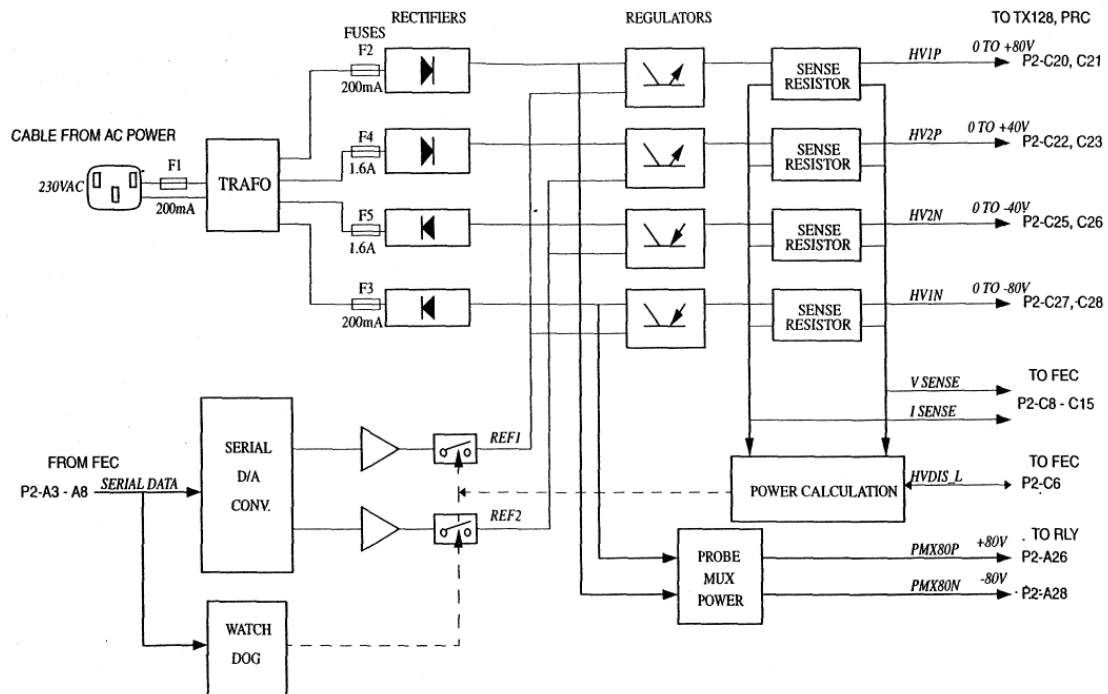 RECTIFIERS
REGULATORS
TO TX128, PRC
FUSES
F2
200mA
HV1P
0 TO +80V
P2-C20, C21
SENSE
RESISTOR
CABLE FROM AC POWER
F1
230VAC
200mA
TRAFO
F4
1.6A
SENSE
RESISTOR
HV2P
0 TO +40V
P2-C22, C23
F5
1.6A
SENSE
RESISTOR
HV2N
0 TO -40V
P2-C25, C26
F3
200mA
SENSE
RESISTOR
HV1N
0 TO -80V
P2-C27, C28
V SENSE
TO FEC
I SENSE
P2-C8 - C15
FROM FEC
P2-A3 - A8
SERIAL DATA
SERIAL
D/A
CONV.
REF1
REF2
POWER CALCULATION
HVDIS_L
TO FEC
P2-C6
PROBE
MUX
POWER
PMX80P
+80V
TO RLY
P2-A26
PMX80N
-80V
P2-A28
WATCH
DOG